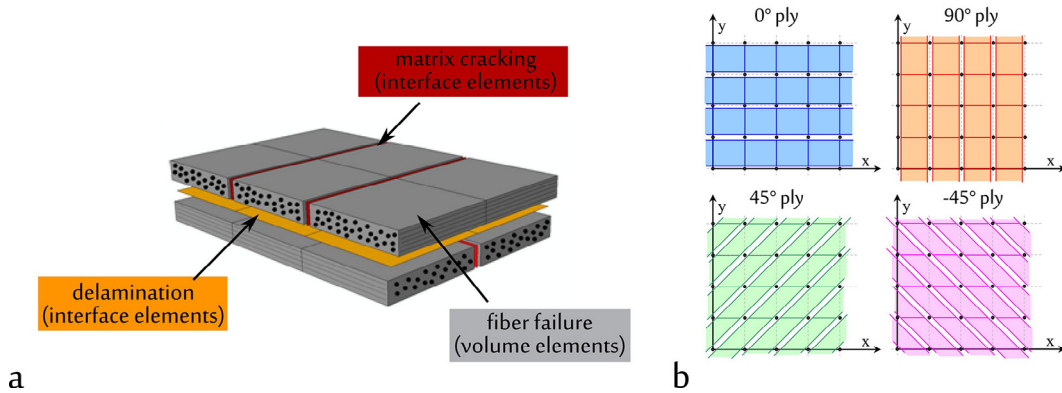 matrix cracking
(interface elements)
delamination
(interface elements)
fiber failure
(volume elements)
a
0° ply
y
x
90° ply
y
x
45° ply
y
x
-45° ply
y
x
b